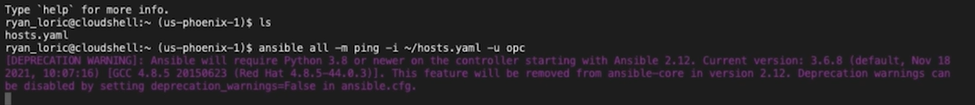 Type `help` for more info.
ryan_loric@cloudshell:~ (us-phoenix-1)$ ls
hosts.yaml
ryan_loric@cloudshell:~ (us-phoenix-1)$ ansible all -m ping -i ~/hosts.yaml -u opc
[DEPRECATION WARNING]: Ansible will require Python 3.8 or newer on the controller starting with Ansible 2.12. Current version: 3.6.8 (default, Nov 18
2021, 10:07:16) [GCC 4.8.5 20150623 (Red Hat 4.8.5-44.0.3)]. This feature will be removed from ansible-core in version 2.12. Deprecation warnings can
be disabled by setting deprecation_warnings=False in ansible.cfg.